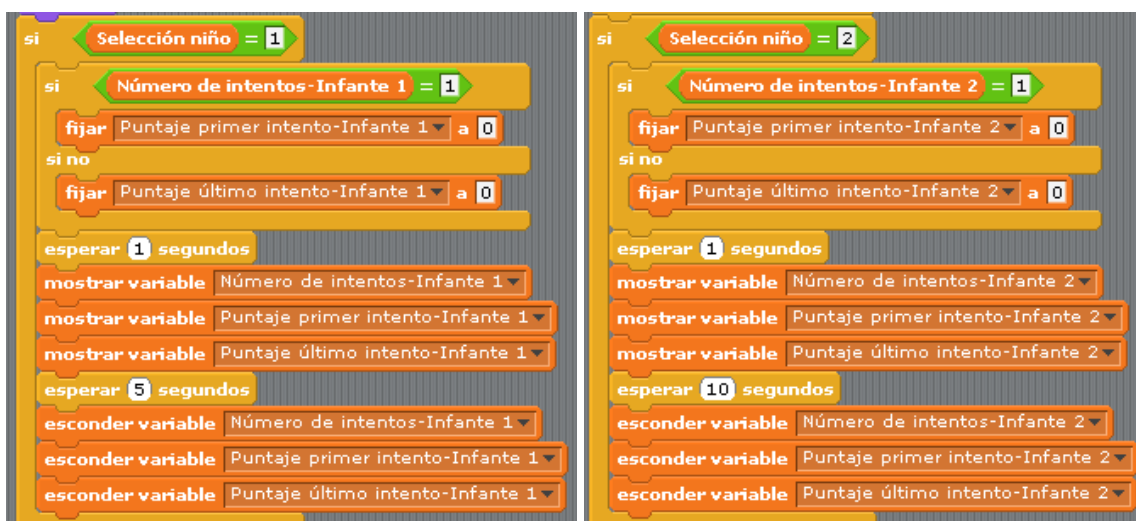 si Selección niño = 1
si Número de intentos-Infante 1 = 1
fijar Puntaje primer intento-Infante 1 a 0
si no
fijar Puntaje último intento-Infante 1 a 0
esperar 1 segundos
mostrar variable Número de intentos-Infante 1
mostrar variable Puntaje primer intento-Infante 1
mostrar variable Puntaje último intento-Infante 1
esperar 5 segundos
esconder variable Número de intentos-Infante 1
esconder variable Puntaje primer intento-Infante 1
esconder variable Puntaje último intento-Infante 1
si Selección niño = 2
si Número de intentos-Infante 2 = 1
fijar Puntaje primer intento-Infante 2 a 0
si no
fijar Puntaje último intento-Infante 2 a 0
esperar 1 segundos
mostrar variable Número de intentos-Infante 2
mostrar variable Puntaje primer intento-Infante 2
mostrar variable Puntaje último intento-Infante 2
esperar 10 segundos
esconder variable Número de intentos-Infante 2
esconder variable Puntaje primer intento-Infante 2
esconder variable Puntaje último intento-Infante 2